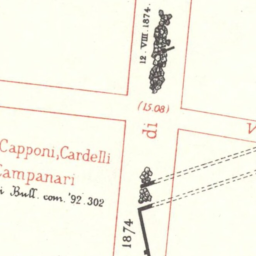 12. VIII. 1874.
(15.08)
di
V
Capponi, Cardelli
Campanari
Bull. com. '92. 302
1874